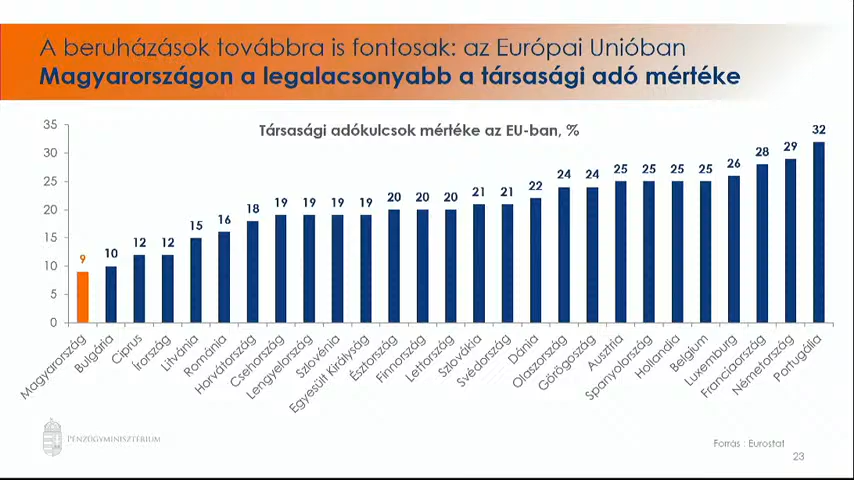 A beruházások továbbra is fontosak: az Európai Unióban
Magyarországon a legalacsonyabb a társasági adó mértéke
Társasági adókulcsok mértéke az EU-ban, %
35
30
25
20
15
10
5
0
9
10
12
12
15
16
18
19
19
19
19
20
20
20
21
21
22
24
24
25
25
25
25
26
28
29
32
Magyarország
Bulgária
Ciprus
Írország
Litvánia
Románia
Horvátország
Csehország
Lengyelország
Szlovénia
Egyesült Királyság
Észtország
Finnország
Lettország
Szlovákia
Svédország
Dánia
Olaszország
Görögország
Ausztria
Spanyolország
Hollandia
Belgium
Luxemburg
Franciaország
Németország
Portugália
PÉNZÜGYMINISZTÉRIUM
Forrás : Eurostat
23